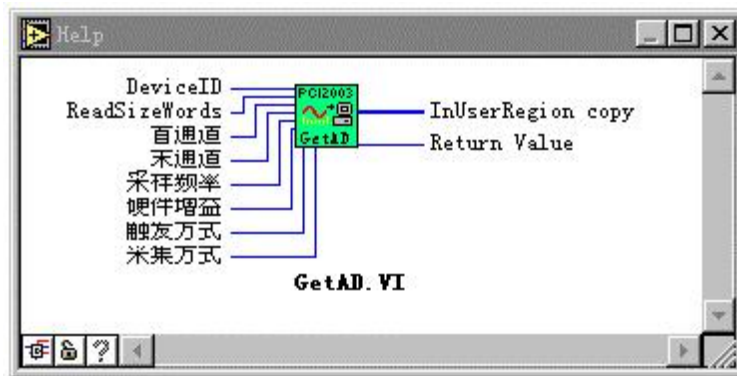 Help
DeviceID
ReadSizeWords
首通道
末通道
采样频率
硬件增益
触发方式
采集方式
PCI2003
GetAD
InUserRegion copy
Return Value
GetAD.VI
?